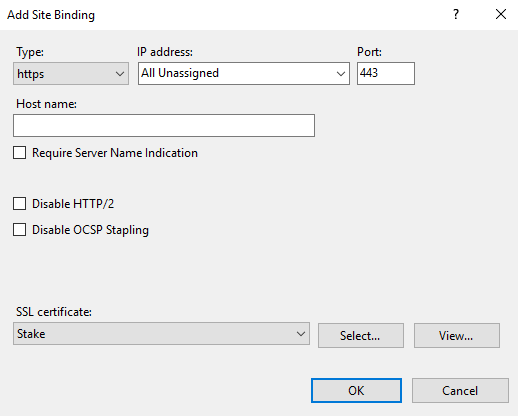 Add Site Binding ?
Type: IP address: Port:
https All Unassigned 443
Host name:
Require Server Name Indication
Disable HTTP/2
Disable OCSP Stapling
SSL certificate:
Stake Select... View...
OK Cancel